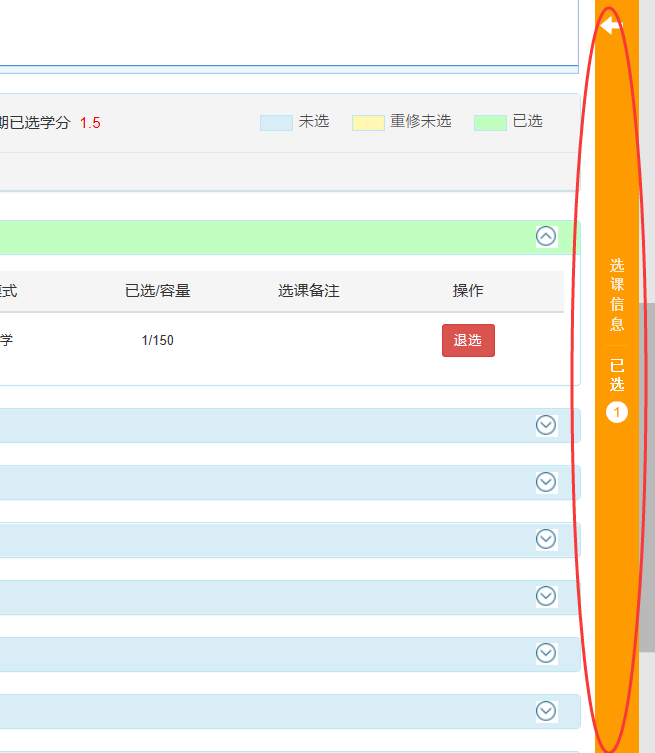 期已选学分 1.5 未选 重修未选 已选
式 已选/容量 选课备注 操作
学 1/150 退选
选课信息
已选
1